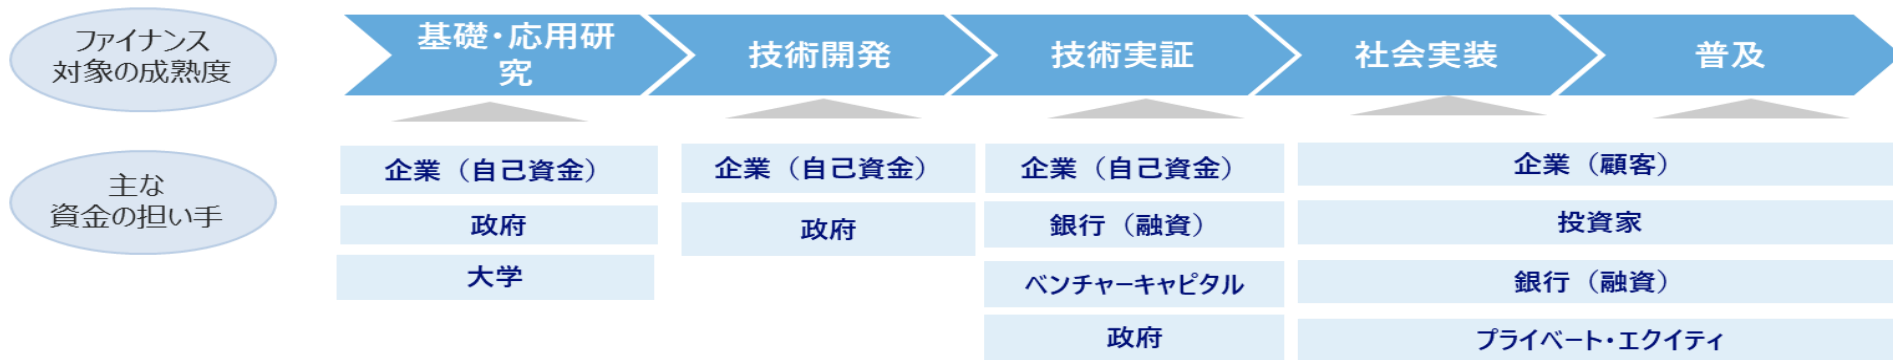 ファイナンス
対象の成熟度
基礎・応用研
究
技術開発
技術実証
社会実装
普及
主な
資金の担い手
企業（自己資金）
政府
大学
企業（自己資金）
政府
企業（自己資金）
銀行（融資）
ベンチャーキャピタル
政府
企業（顧客）
投資家
銀行（融資）
プライベート・エクイティ